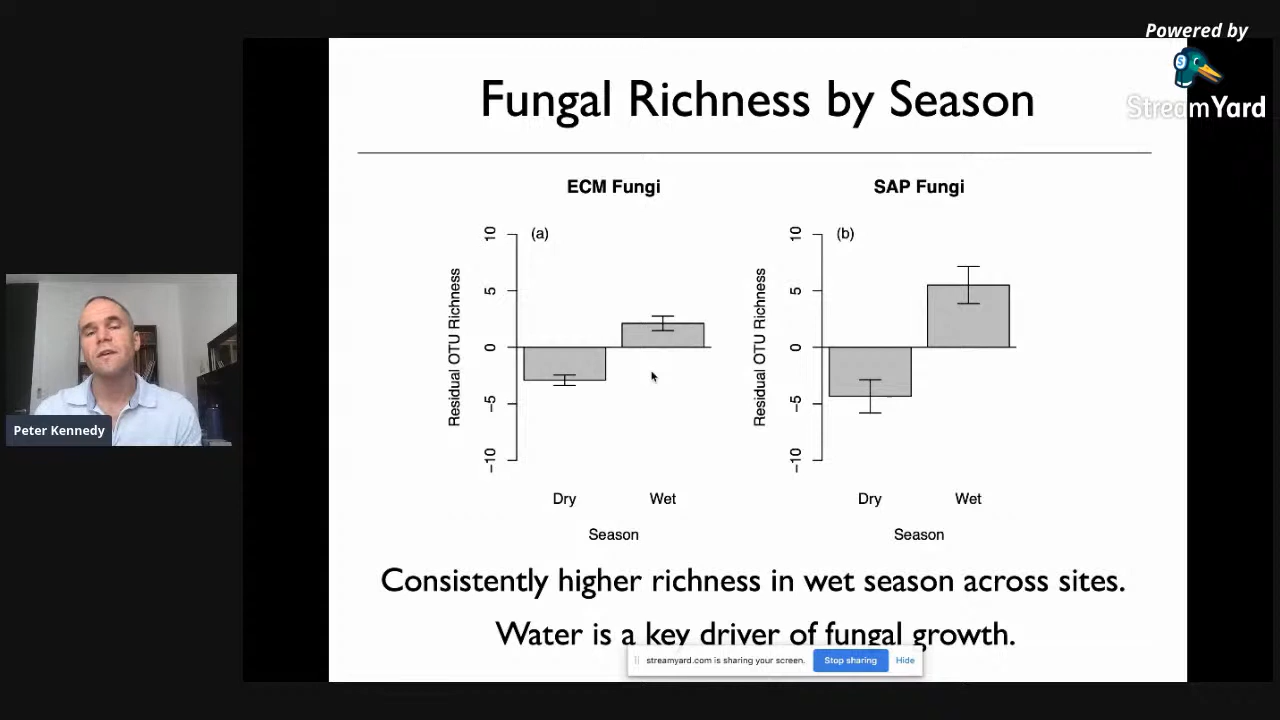 Powered by
StreamYard
Fungal Richness by Season
ECM Fungi
SAP Fungi
(a)
(b)
10
5
0
−5
−10
Residual OTU Richness
10
5
0
−5
−10
Residual OTU Richness
Dry
Wet
Dry
Wet
Season
Season
Peter Kennedy
Consistently higher richness in wet season across sites.
Water is a key driver of fungal growth.
streamyard.com is sharing your screen.
Stop sharing
Hide